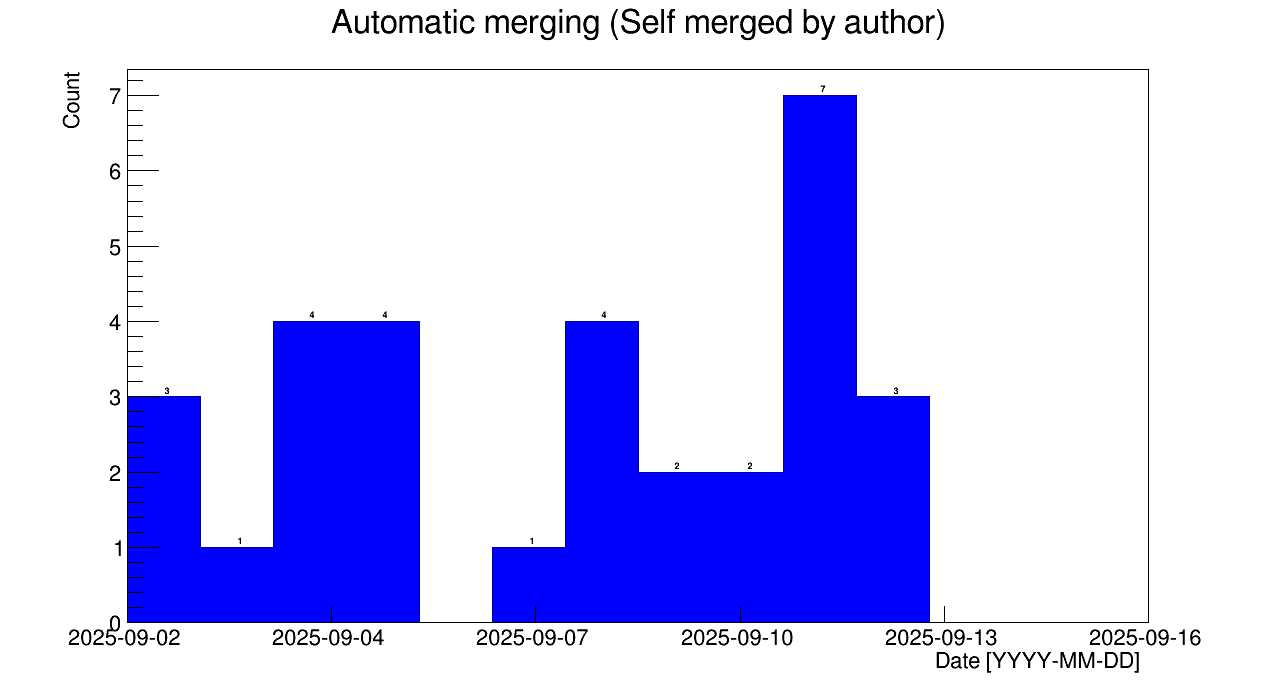 Automatic merging (Self merged by author)
Count
7
7
6
5
4 4 4
4
3 3
3
2 2
2
1 1
1
0
2025-09-02 2025-09-04 2025-09-07 2025-09-10 2025-09-13 2025-09-16
Date [YYYY-MM-DD]